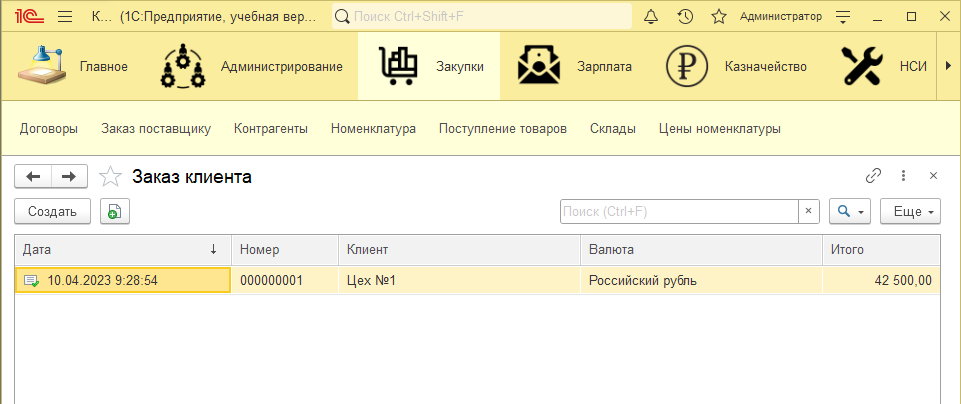 1С К... (1С:Предприятие, учебная вер... Поиск Ctrl+Shift+F Администратор
Главное Администрирование Закупки Зарплата Казначейство НСИ
Договоры Заказ поставщику Контрагенты Номенклатура Поступление товаров Склады Цены номенклатуры
Заказ клиента
Создать Поиск (Ctrl+F) × Еще
Дата ↓ Номер Клиент Валюта Итого
10.04.2023 9:28:54 000000001 Цех №1 Российский рубль 42 500,00